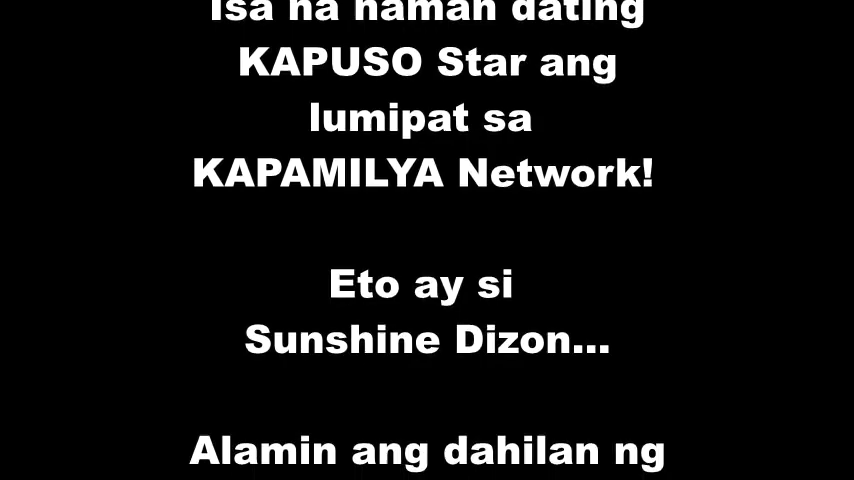 Isa na naman dating
KAPUSO Star ang
lumipat sa
KAPAMILYA Network!
Eto ay si
Sunshine Dizon...
Alamin ang dahilan ng